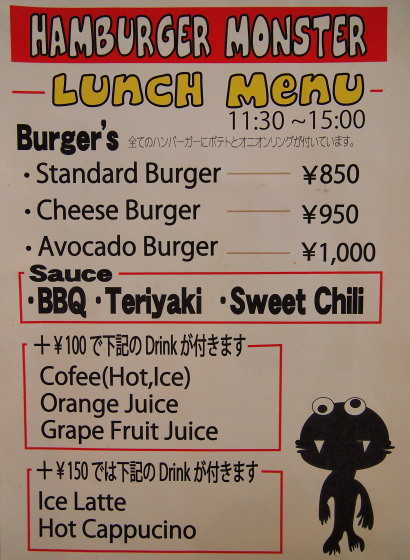 HAMBURGER MONSTER
LUNCH MENU
11:30 ~15:00
Burger's 全てのハンバーガーにポテトとオニオンリングが付いています。
・Standard Burger ¥850
・Cheese Burger ¥950
・Avocado Burger ¥1,000
Sauce
・BBQ ・Teriyaki ・Sweet Chili
＋¥100で下記のDrinkが付きます
Cofee(Hot,Ice)
Orange Juice
Grape Fruit Juice
＋¥150では下記のDrinkが付きます
Ice Latte
Hot Cappucino